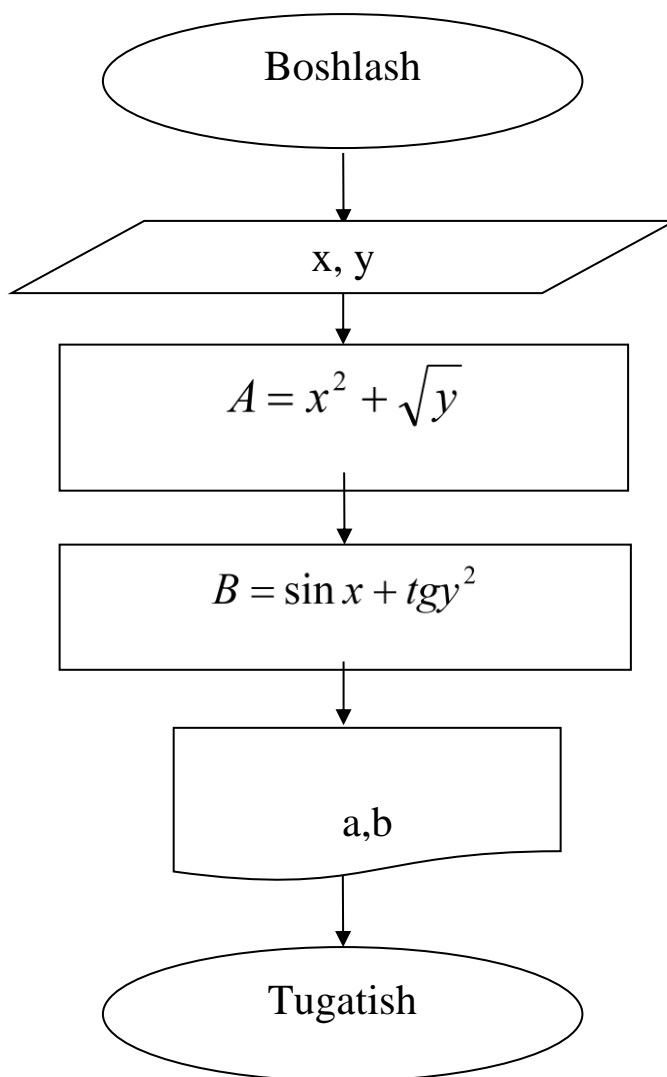 Boshlash
x, y
A = x² + √y
B = sin x + tgy²
a,b
Tugatish